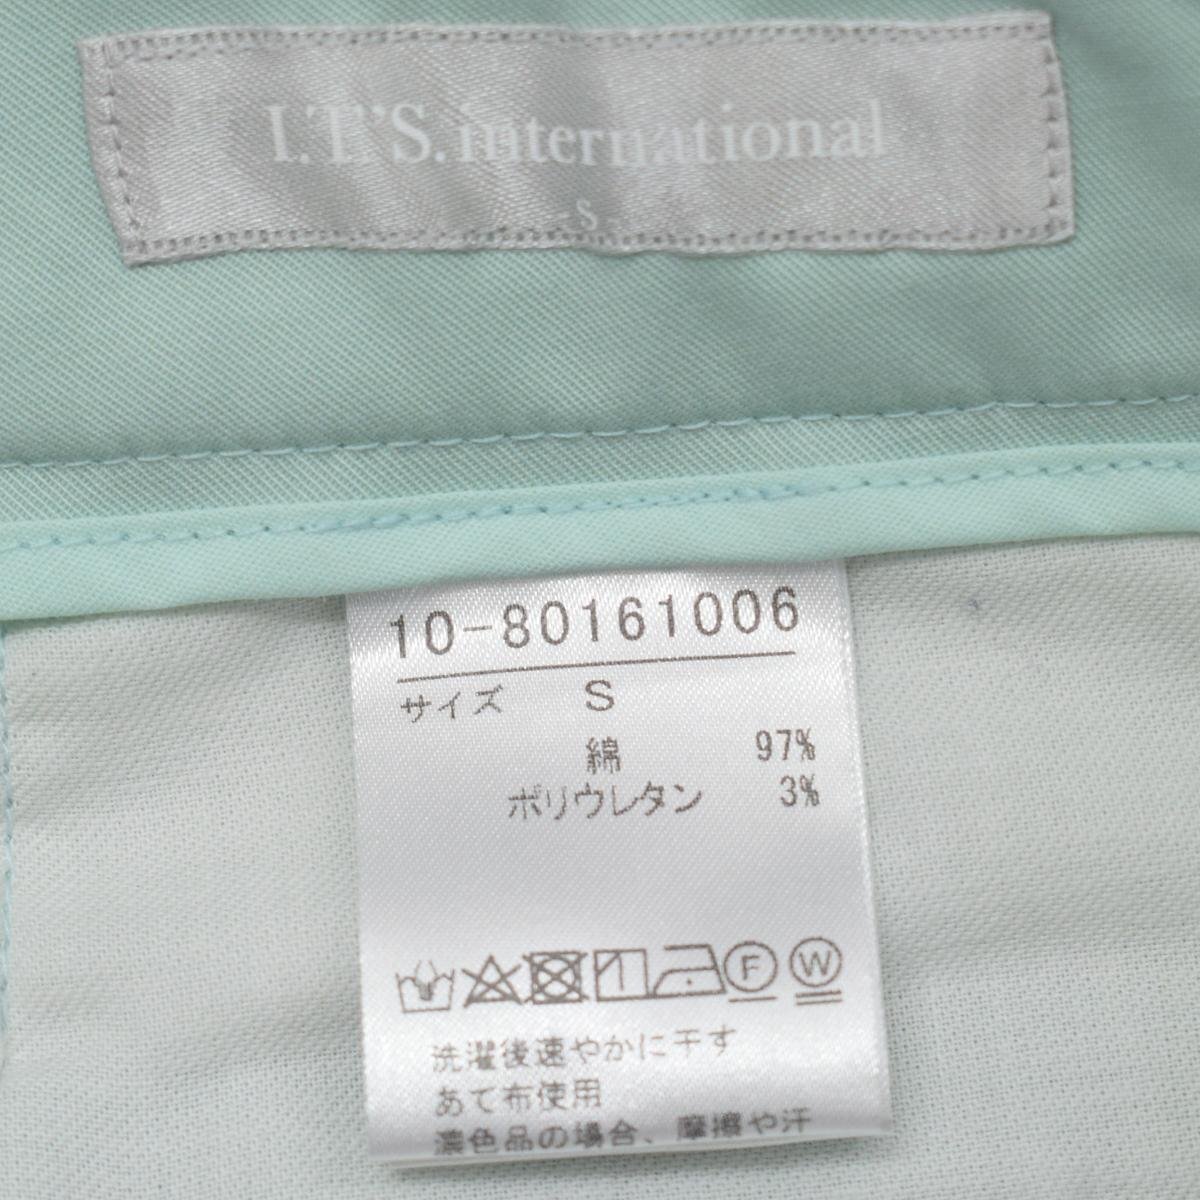 I.T.'S. international
-S-
10-80161006
サイズ S
綿 97%
ポリウレタン 3%
F W
洗濯後速やかに干す
あて布使用
濃色品の場合、摩擦や汗